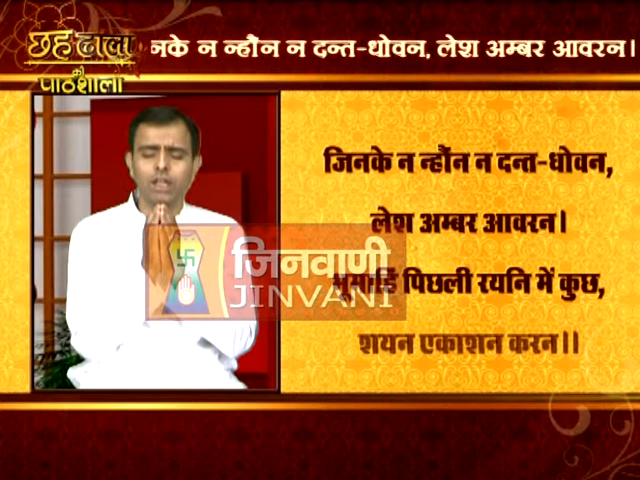 छह ढाला
की
पाठशाला
नके न न्हौंन न दन्त-धोवन, लेश अम्बर आवरन।
जिनके न न्हौंन न दन्त-धोवन,
लेश अम्बर आवरन।
पिछली रयनि में कुछ,
शयन एकाशन करन।।
जिनवाणी
JINVANI